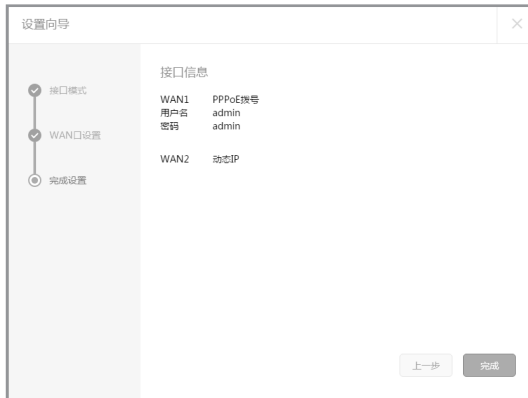 设置向导
接口模式
WAN口设置
完成设置
接口信息
WAN1 PPPoE拨号
用户名 admin
密码 admin
WAN2 动态IP
上一步 完成